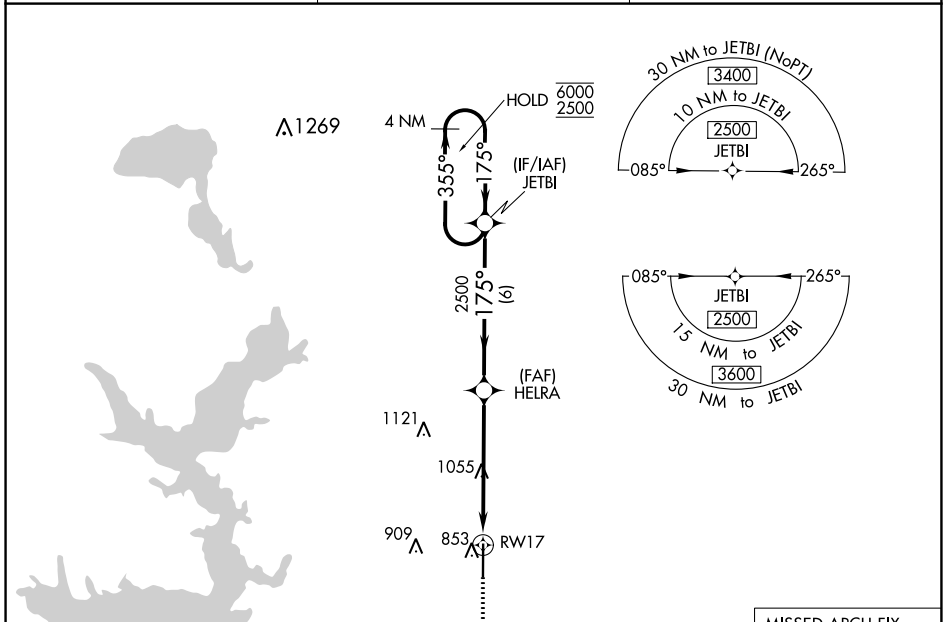 30 NM to JETBI (NoPT)
3400
10 NM to JETBI
2500
JETBI
085°
265°
HOLD 6000
2500
1269
4 NM
355°
175°
(IF/IAF)
JETBI
2500
175°
(6)
085°
265°
JETBI
2500
15 NM to JETBI
3600
30 NM to JETBI
(FAF)
HELRA
1121
1055
909
853
RW17
MISSED APCH FIX